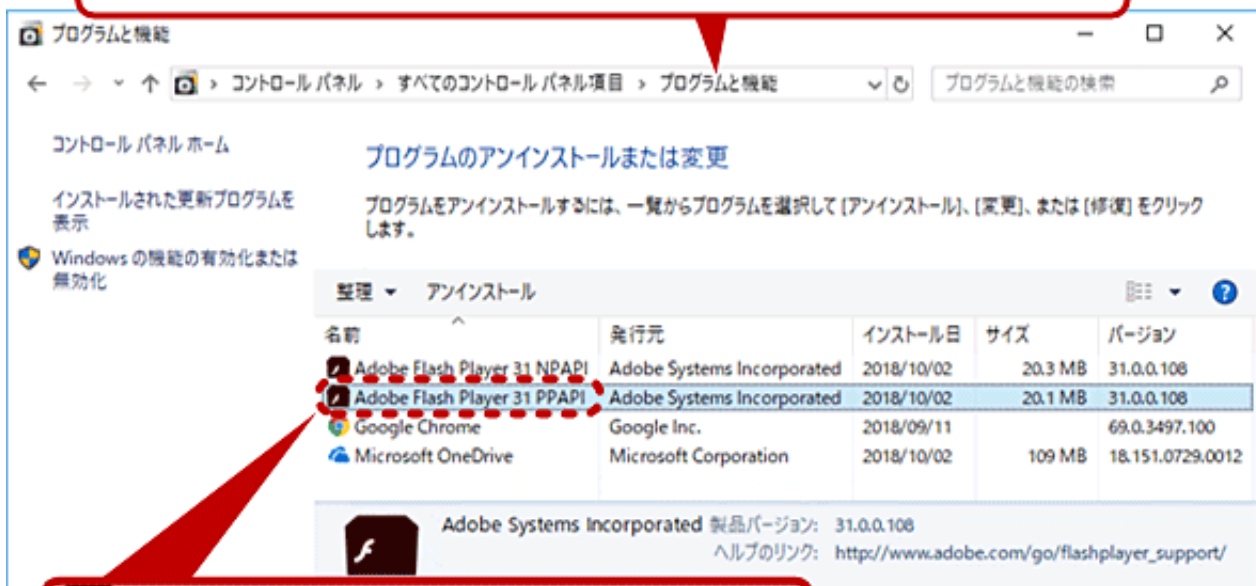 プログラムと機能
コントロール パネル › すべてのコントロール パネル項目 › プログラムと機能
プログラムと機能の検索
コントロール パネル ホーム
インストールされた更新プログラムを
表示
Windows の機能の有効化または
無効化
プログラムのアンインストールまたは変更
プログラムをアンインストールするには、一覧からプログラムを選択して [アンインストール]、[変更]、または [修復] をクリック
します。
整理 アンインストール
名前 発行元 インストール日 サイズ バージョン
Adobe Flash Player 31 NPAPI Adobe Systems Incorporated 2018/10/02 20.3 MB 31.0.0.108
Adobe Flash Player 31 PPAPI Adobe Systems Incorporated 2018/10/02 20.1 MB 31.0.0.108
Google Chrome Google Inc. 2018/09/11 69.0.3497.100
Microsoft OneDrive Microsoft Corporation 2018/10/02 109 MB 18.151.0729.0012
Adobe Systems Incorporated 製品バージョン: 31.0.0.108
ヘルプのリンク: http://www.adobe.com/go/flashplayer_support/